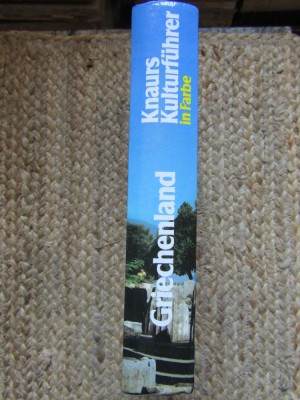 Knaurs
Kulturführer
in Farbe
Griechenland